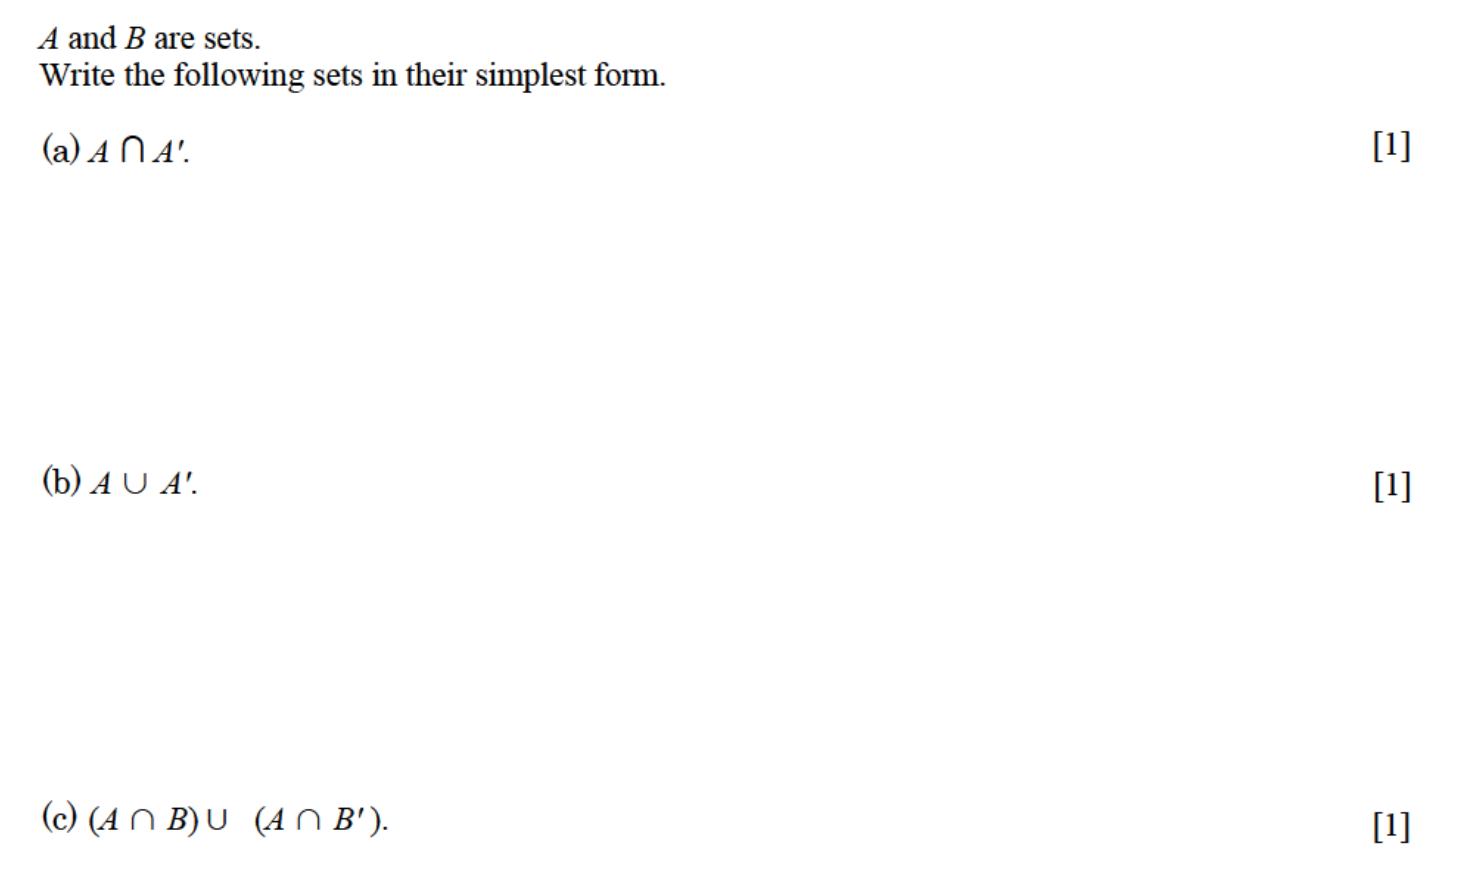 A and B are sets.
Write the following sets in their simplest form.
(a) A ∩ A′. [1]
(b) A ∪ A′. [1]
(c) (A ∩ B) ∪ (A ∩ B′). [1]